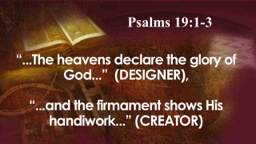 Psalms 19:1-3
“...The heavens declare the glory of
God...” (DESIGNER),
“...and the firmament shows His
handiwork...” (CREATOR)